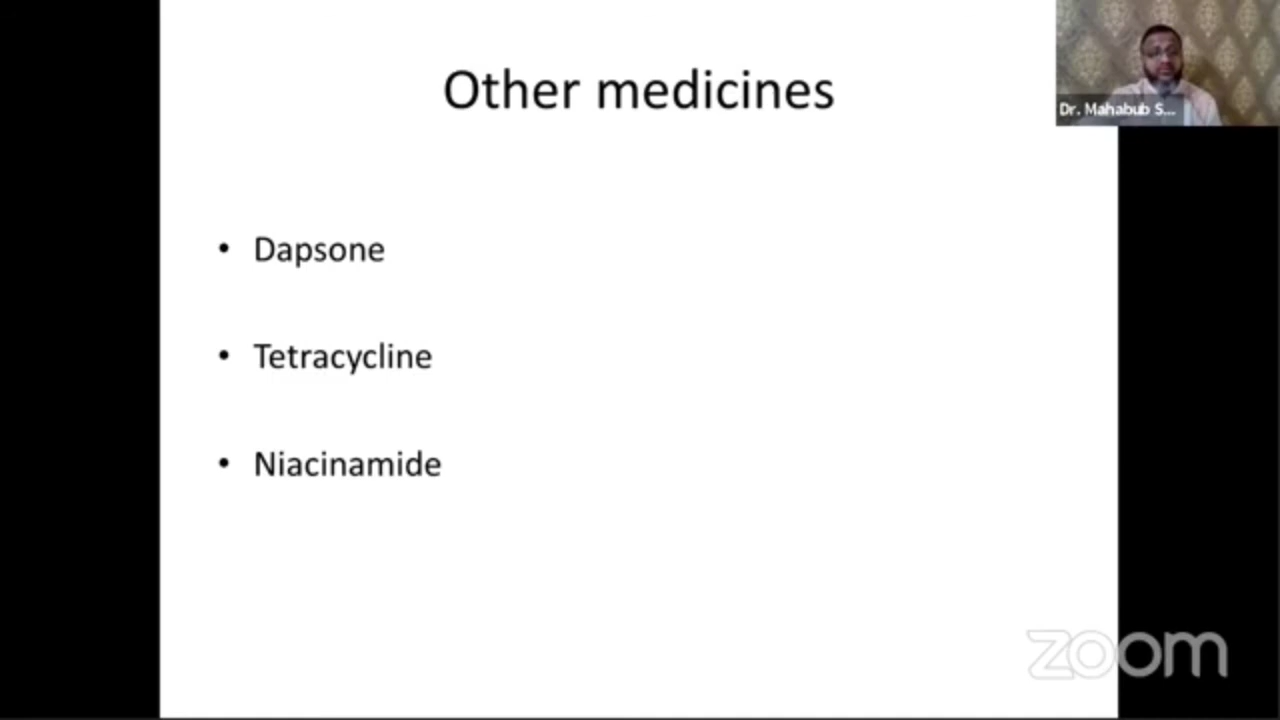 Other medicines
Dr. Mahabub S...
• Dapsone
• Tetracycline
• Niacinamide
zoom